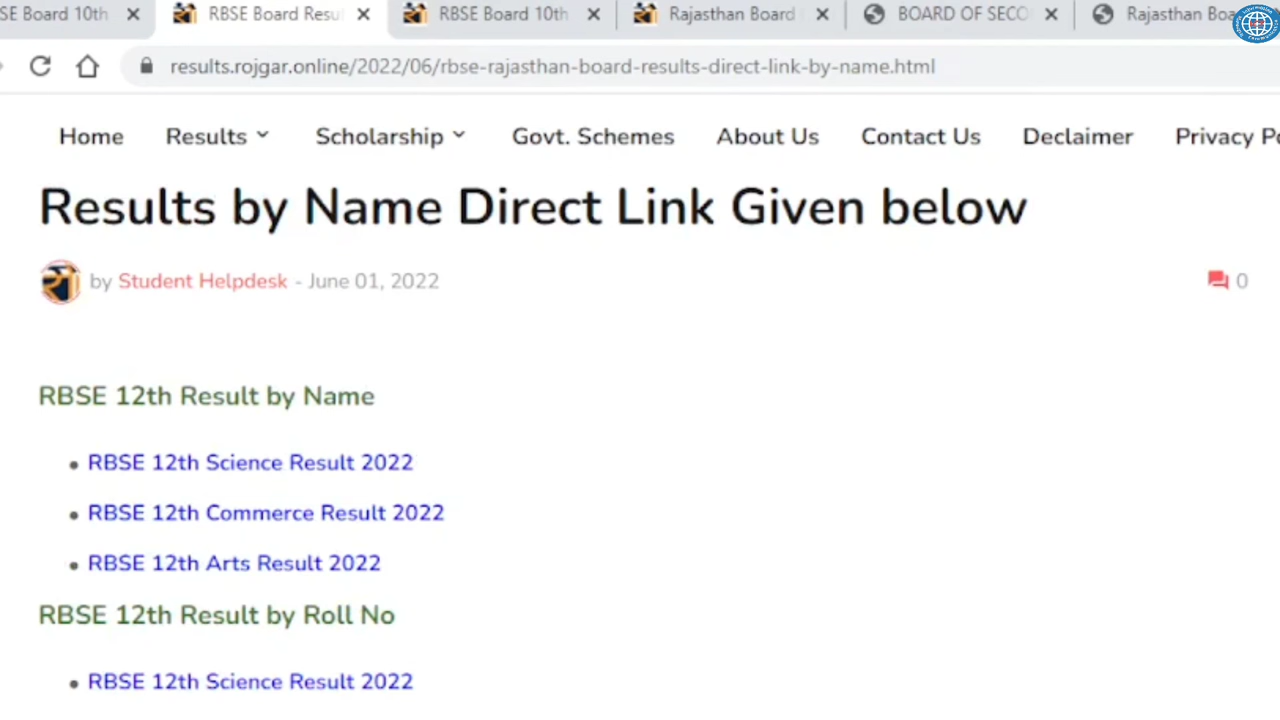 SE Board 10th
RBSE Board Resu
RBSE Board 10th
Rajasthan Board
BOARD OF SECO
Rajasthan Boa
results.rojgar.online/2022/06/rbse-rajasthan-board-results-direct-link-by-name.html
Home Results Scholarship Govt. Schemes About Us Contact Us Declaimer Privacy Po
Results by Name Direct Link Given below
by Student Helpdesk - June 01, 2022 0
RBSE 12th Result by Name
• RBSE 12th Science Result 2022
• RBSE 12th Commerce Result 2022
• RBSE 12th Arts Result 2022
RBSE 12th Result by Roll No
• RBSE 12th Science Result 2022